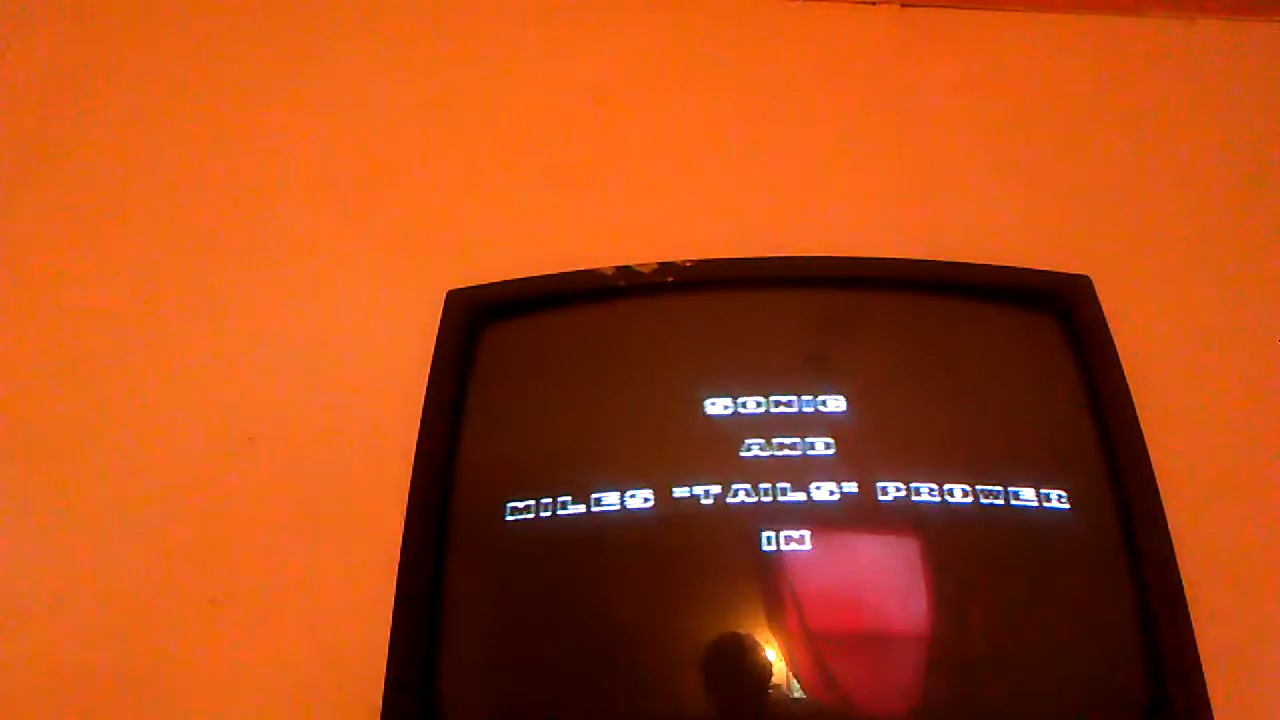 SONIC
AND
MILES "TAILS" PROWER
IN